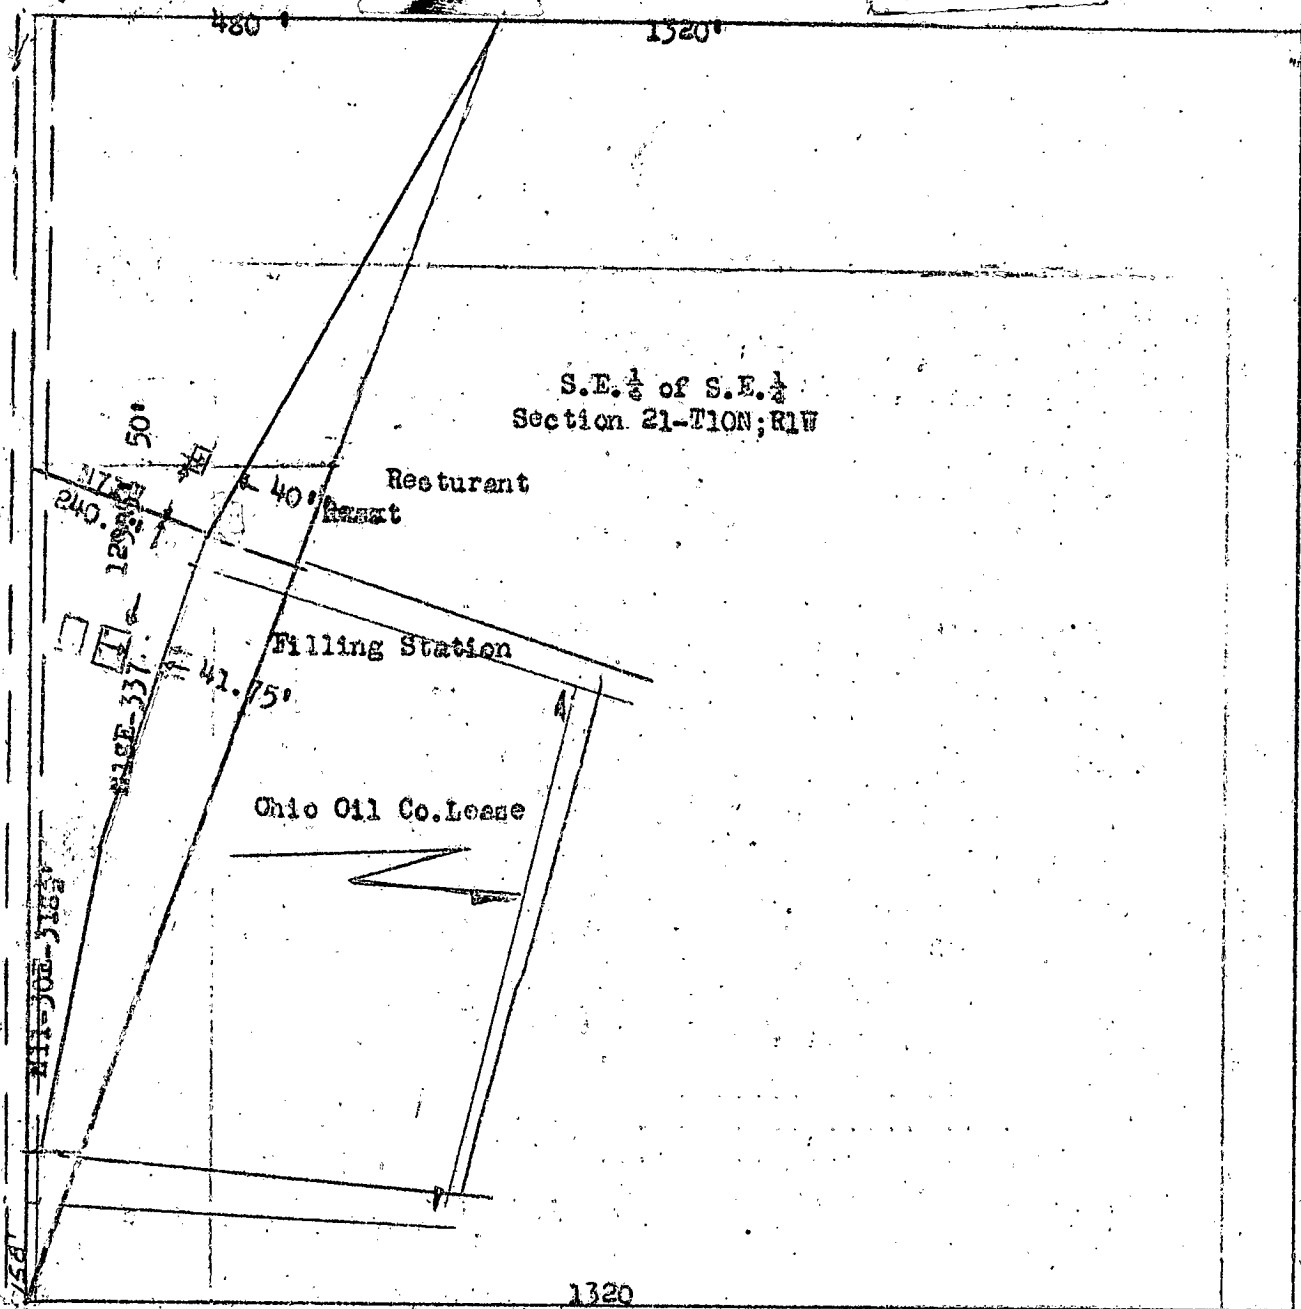 480'
1320'
S.E.¼ of S.E.¼
Section 21-T10N;R1W
50'
Resturant
40'
240.
Filling Station
41.75'
Ohio Oil Co.Lease
158'
1320